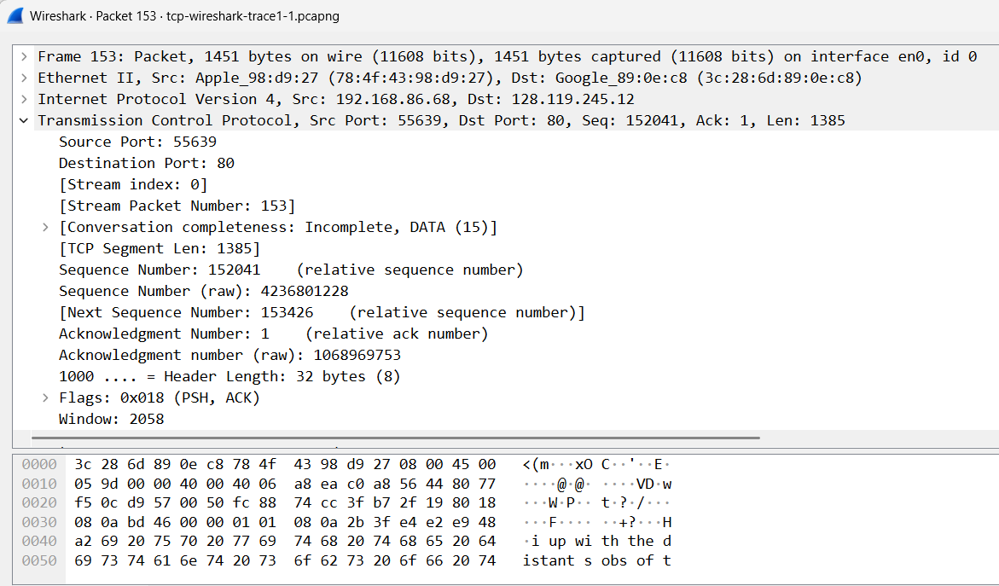 Wireshark · Packet 153 · tcp-wireshark-trace1-1.pcapng
Frame 153: Packet, 1451 bytes on wire (11608 bits), 1451 bytes captured (11608 bits) on interface en0, id 0
Ethernet II, Src: Apple_98:d9:27 (78:4f:43:98:d9:27), Dst: Google_89:0e:c8 (3c:28:6d:89:0e:c8)
Internet Protocol Version 4, Src: 192.168.86.68, Dst: 128.119.245.12
Transmission Control Protocol, Src Port: 55639, Dst Port: 80, Seq: 152041, Ack: 1, Len: 1385
Source Port: 55639
Destination Port: 80
[Stream index: 0]
[Stream Packet Number: 153]
[Conversation completeness: Incomplete, DATA (15)]
[TCP Segment Len: 1385]
Sequence Number: 152041    (relative sequence number)
Sequence Number (raw): 4236801228
[Next Sequence Number: 153426    (relative sequence number)]
Acknowledgment Number: 1    (relative ack number)
Acknowledgment number (raw): 1068969753
1000 .... = Header Length: 32 bytes (8)
Flags: 0x018 (PSH, ACK)
Window: 2058
0000 3c 28 6d 89 0e c8 78 4f 43 98 d9 27 08 00 45 00 <(m···xO C··'··E·
0010 05 9d 00 00 40 00 40 06 a8 ea c0 a8 56 44 80 77 ····@·@· ····VD·w
0020 f5 0c d9 57 00 50 fc 88 74 cc 3f b7 2f 19 80 18 ···W·P·· t·?·/···
0030 08 0a bd 46 00 00 01 01 08 0a 2b 3f e4 e2 e9 48 ···F···· ··+?···H
0040 a2 69 20 75 70 20 77 69 74 68 20 74 68 65 20 64 ·i up wi th the d
0050 69 73 74 61 6e 74 20 73 6f 62 73 20 6f 66 20 74 istant s obs of t